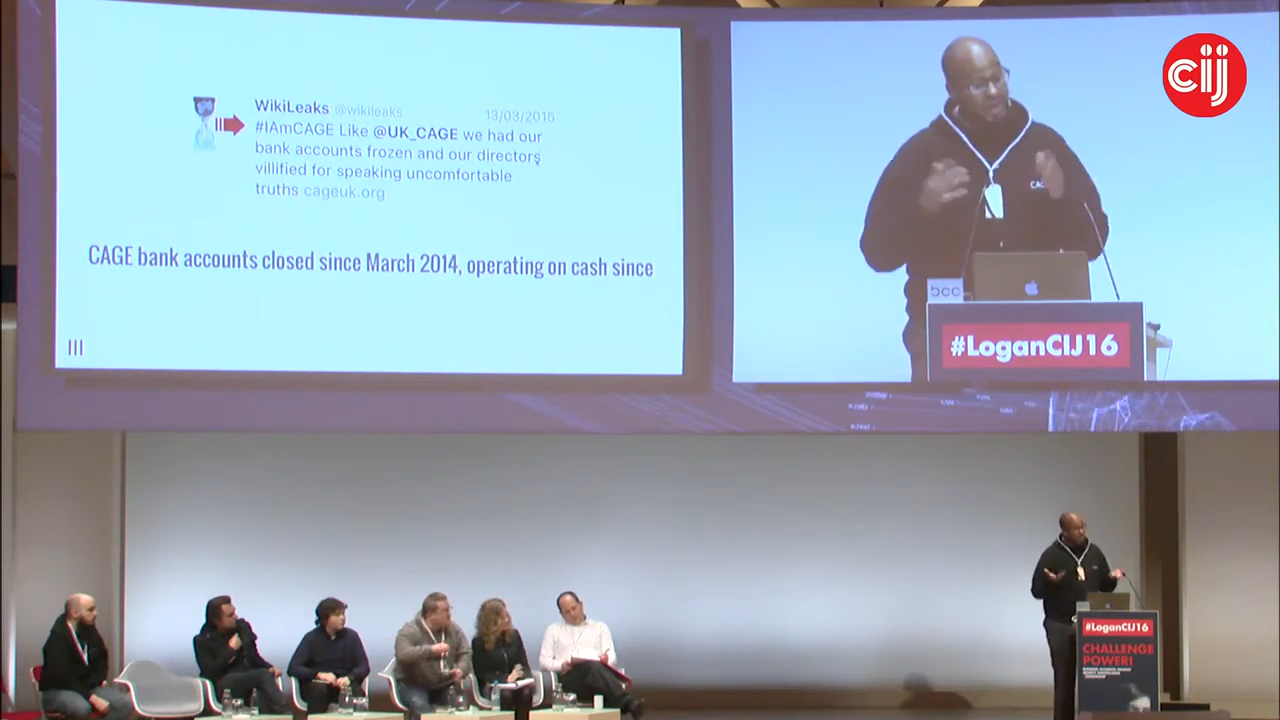 WikiLeaks @wikileaks 13/03/2015
#IAmCAGE Like @UK_CAGE we had our
bank accounts frozen and our directors
villified for speaking uncomfortable
truths cageuk.org
CAGE bank accounts closed since March 2014, operating on cash since
cij
bcc
#LoganCIJ16
#LoganCIJ16
CHALLENGE
POWER!